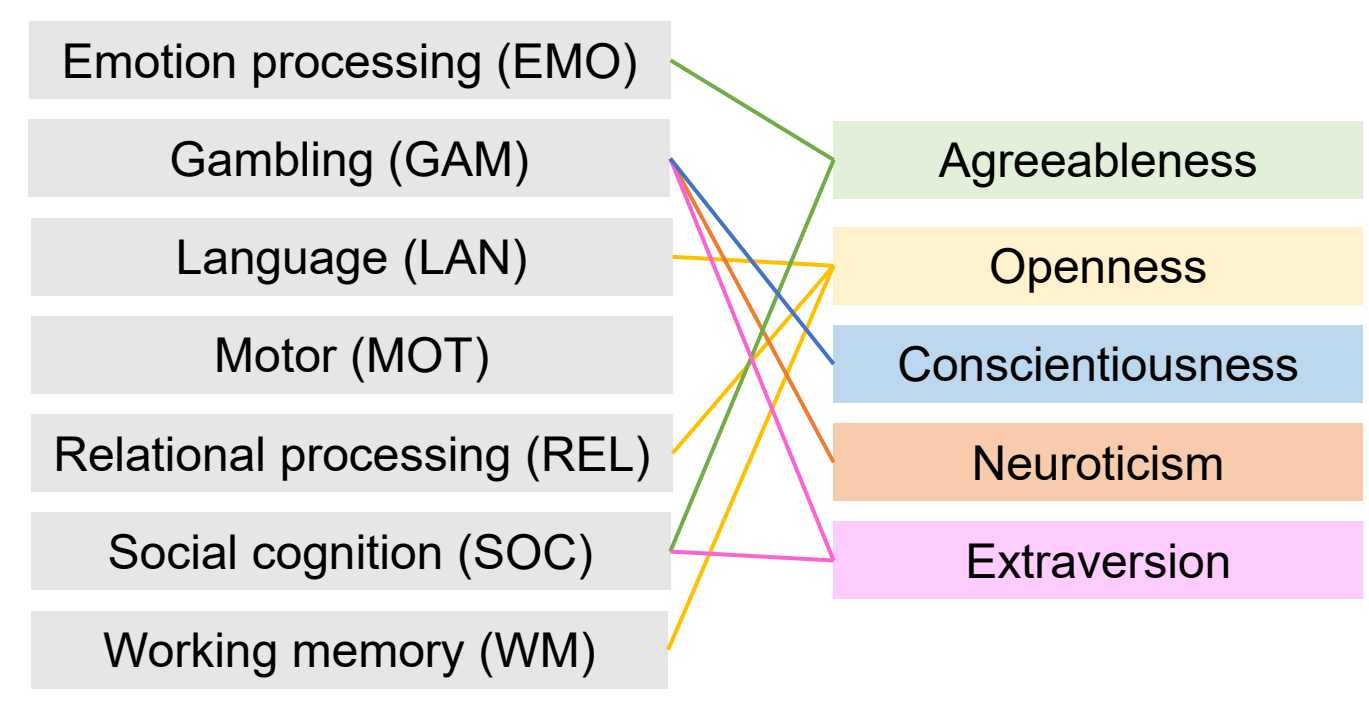 Emotion processing (EMO)
Gambling (GAM)
Language (LAN)
Motor (MOT)
Relational processing (REL)
Social cognition (SOC)
Working memory (WM)
Agreeableness
Openness
Conscientiousness
Neuroticism
Extraversion